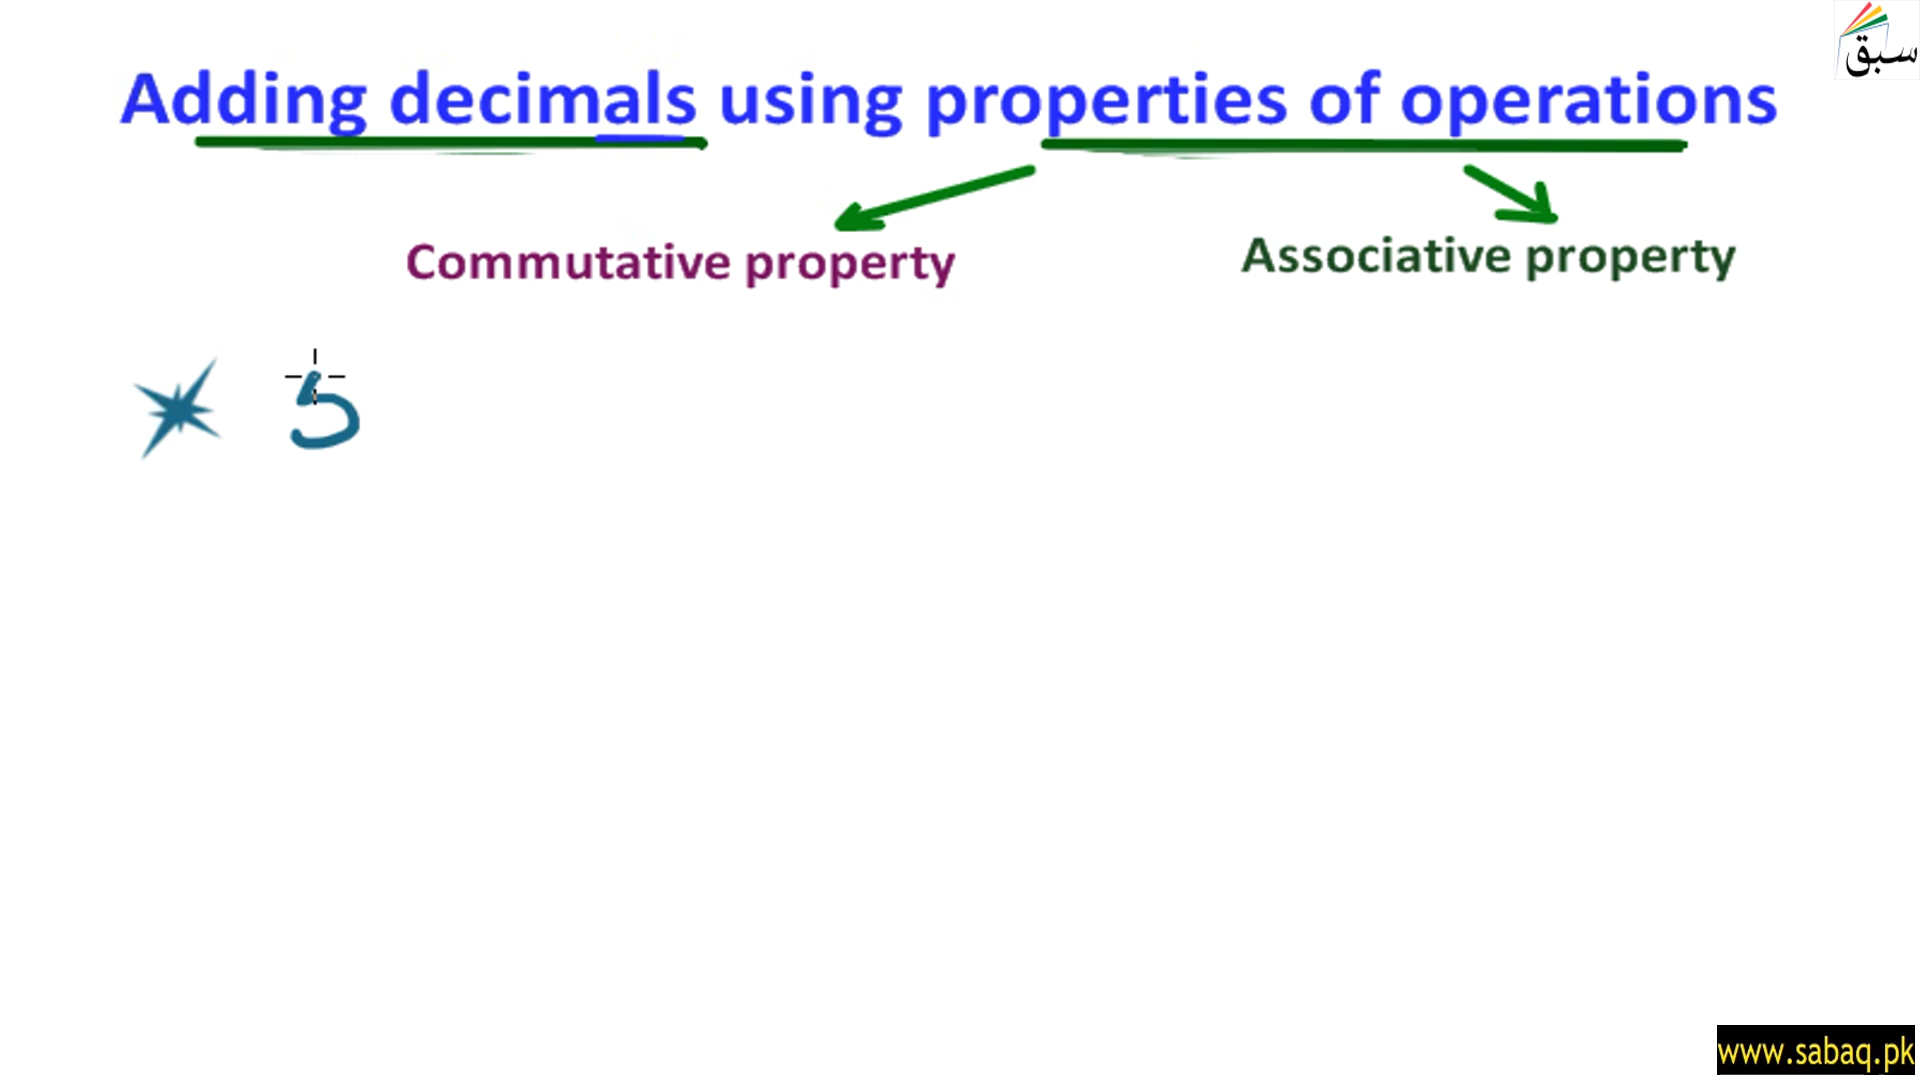 سبق
Adding decimals using properties of operations
Commutative property
Associative property
5
www.sabaq.pk